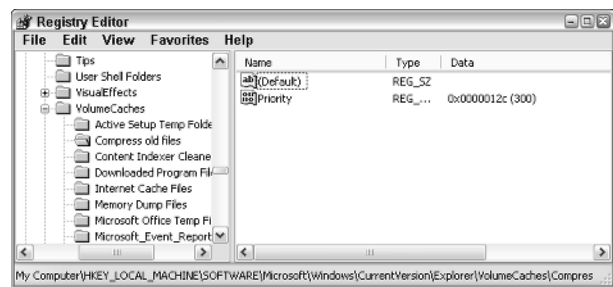 Registry Editor
File Edit View Favorites Help
Tips
User Shell Folders
VisualEffects
VolumeCaches
Active Setup Temp Folde
Compress old files
Content Indexer Cleane
Downloaded Program Fil
Internet Cache Files
Memory Dump Files
Microsoft Office Temp Fi
Microsoft_Event_Report
Name Type Data
ab (Default) REG_SZ
Priority REG_... 0x0000012c (300)
My Computer\HKEY_LOCAL_MACHINE\SOFTWARE\Microsoft\Windows\CurrentVersion\Explorer\VolumeCaches\Compres